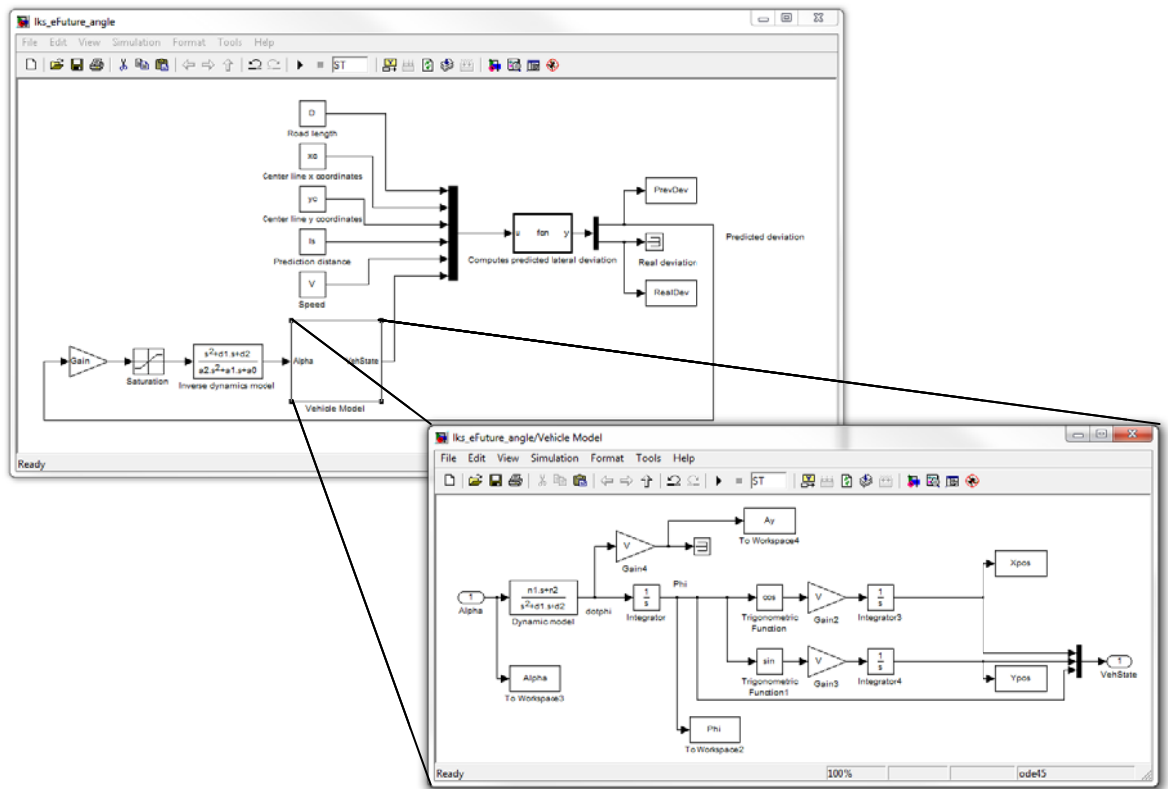 lks_eFuture_angle
File Edit View Simulation Format Tools Help
ST
D
Road length
xc
Center line x coordinates
yc
Center line y coordinates
ls
Prediction distance
V
Speed
u fcn y
Computes predicted lateral deviation
PrevDev
Predicted deviation
Real deviation
RealDev
Gain
Saturation
s²+d1.s+d2
a2.s²+a1.s+a0
Inverse dynamics model
Alpha
VehState
Vehicle Model
Ready
lks_eFuture_angle/Vehicle Model
File Edit View Simulation Format Tools Help
ST
Ay
To Workspace4
V
Gain4
1
Alpha
n1.s+n2
s²+d1.s+d2
Dynamic model
dotphi
1
s
Integrator
Phi
cos
Trigonometric
Function
V
Gain2
1
s
Integrator3
Xpos
sin
Trigonometric
Function1
V
Gain3
1
s
Integrator4
Ypos
1
VehState
Alpha
To Workspace3
Phi
To Workspace2
Ready
100%
ode45